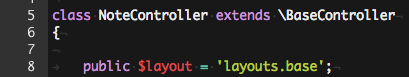 5 class NoteController extends \BaseController
6 {
7
8 public $layout = 'layouts.base';